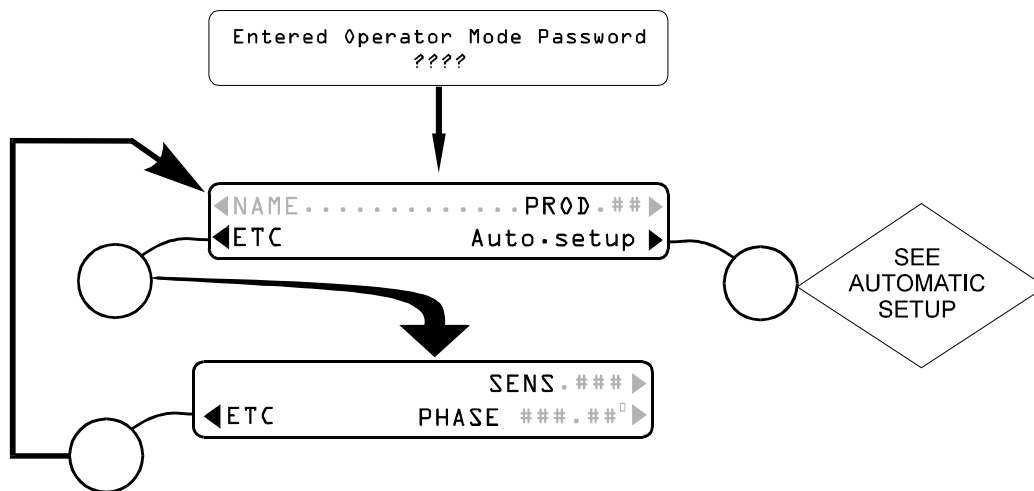 Entered Operator Mode Password
????
◀NAME.............PROD.##▶
◀ETC Auto.setup ▶
SEE
AUTOMATIC
SETUP
SENS.###▶
◀ETC PHASE ###.##▯▶